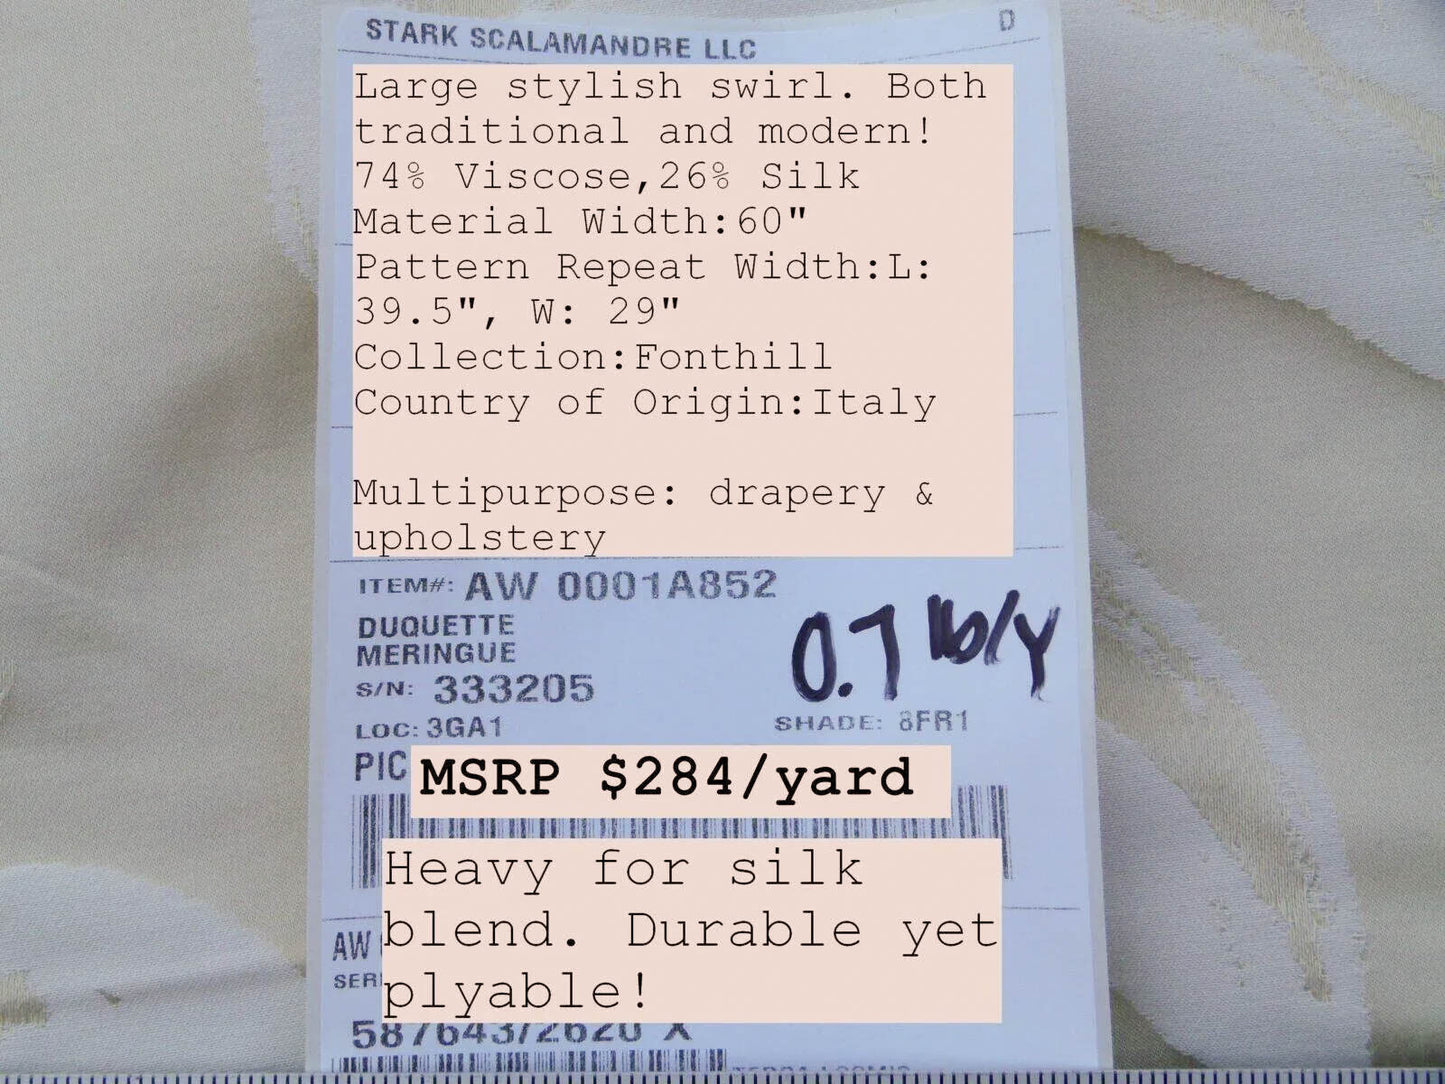 STARK SCALAMANDRE LLC
D
Large stylish swirl. Both
traditional and modern!
74% Viscose,26% Silk
Material Width:60"
Pattern Repeat Width:L:
39.5", W: 29"
Collection:Fonthill
Country of Origin:Italy
Multipurpose: drapery &
upholstery
ITEM#: AW 0001A852
DUQUETTE
MERINGUE
0.7 lb/y
S/N: 333205
LOC: 3GA1
SHADE: 8FR1
PIC
MSRP $284/yard
Heavy for silk
blend. Durable yet
plyable!
AW
SERI
587643/2620 X